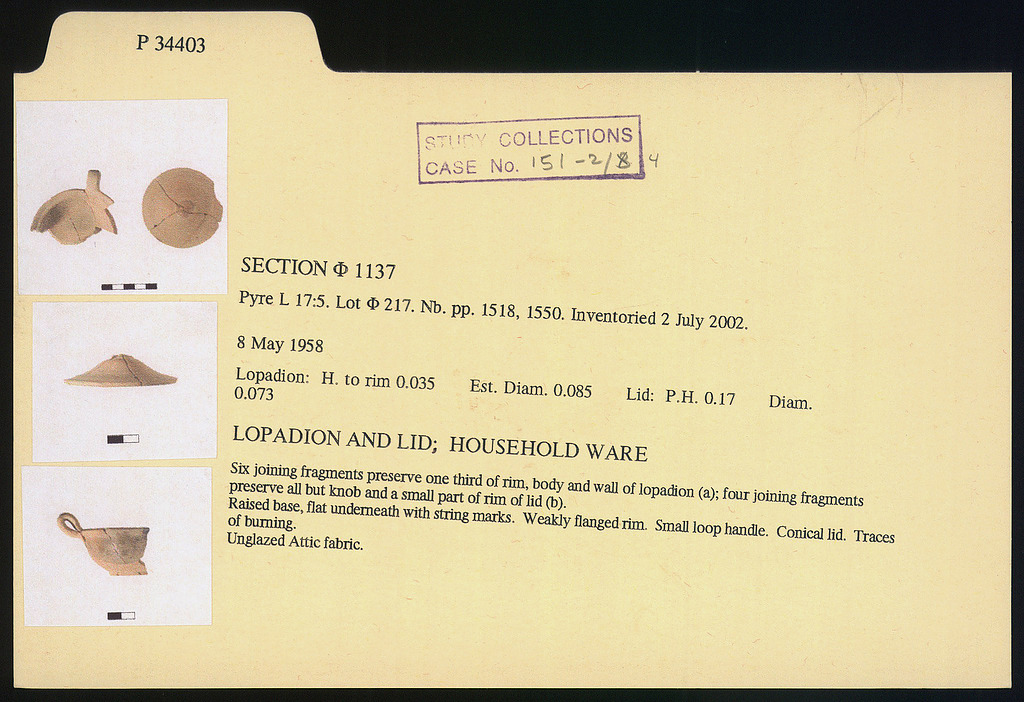 P 34403
STUDY COLLECTIONS
CASE No. 151-2/8 4
SECTION Φ 1137
Pyre L 17:5. Lot Φ 217. Nb. pp. 1518, 1550. Inventoried 2 July 2002.
8 May 1958
Lopadion: H. to rim 0.035 Est. Diam. 0.085 Lid: P.H. 0.17 Diam.
0.073
LOPADION AND LID; HOUSEHOLD WARE
Six joining fragments preserve one third of rim, body and wall of lopadion (a); four joining fragments
preserve all but knob and a small part of rim of lid (b).
Raised base, flat underneath with string marks. Weakly flanged rim. Small loop handle. Conical lid. Traces
of burning.
Unglazed Attic fabric.